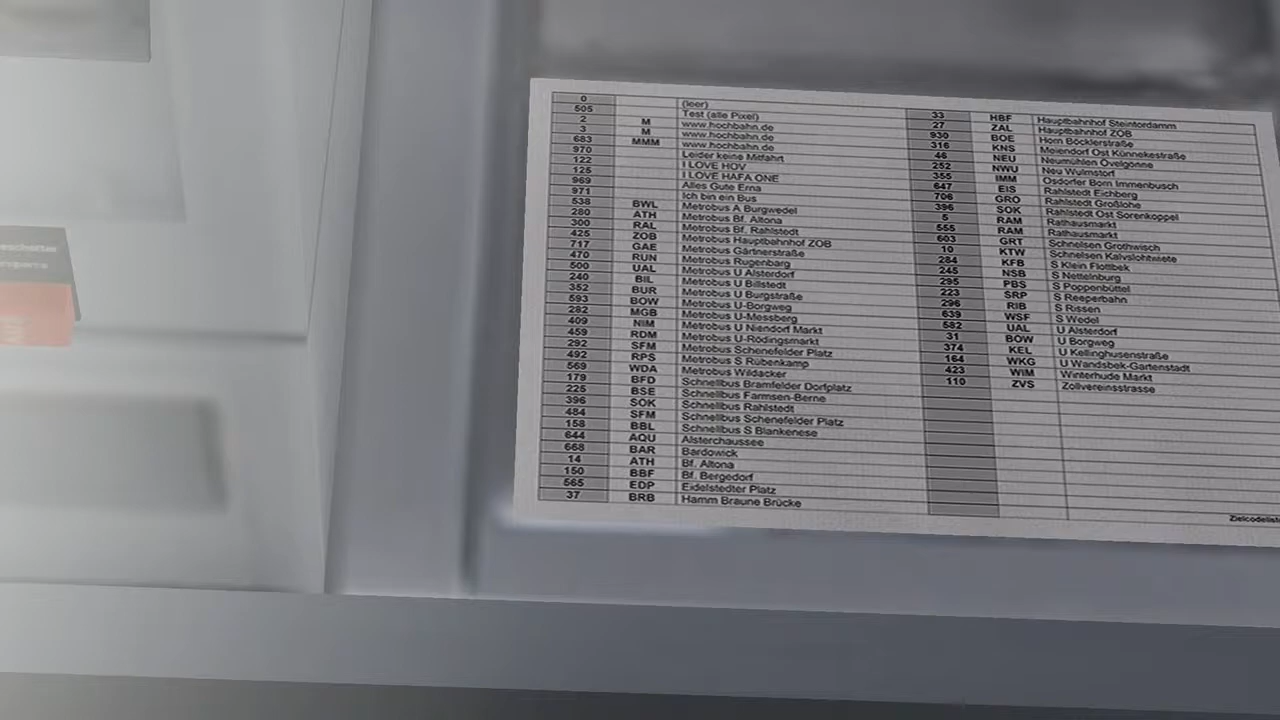 0 (leer)
505 Test (alle Pixel)
2 M www.hochbahn.de
3 M www.hochbahn.de
683 MMM www.hochbahn.de
970 Leider keine Mitfahrt
122 I LOVE HOV
125 I LOVE HAFA ONE
969 Alles Gute Erna
971 Ich bin ein Bus
538 BWL Metrobus A Burgwedel
280 ATH Metrobus Bf. Altona
300 RAL Metrobus Bf. Rahlstedt
425 ZOB Metrobus Hauptbahnhof ZOB
717 GAE Metrobus Gärtnerstraße
470 RUN Metrobus Rugenbarg
500 UAL Metrobus U Alsterdorf
240 BIL Metrobus U Billstedt
352 BUR Metrobus U Burgstraße
593 BOW Metrobus U-Borgweg
282 MGB Metrobus U-Messberg
409 NIM Metrobus U Niendorf Markt
459 RDM Metrobus U-Rödingsmarkt
292 SFM Metrobus Schenefelder Platz
492 RPS Metrobus S Rübenkamp
569 WDA Metrobus Wildacker
179 BFD Schnellbus Bramfelder Dorfplatz
225 BSE Schnellbus Farmsen-Berne
396 SOK Schnellbus Rahlstedt
484 SFM Schnellbus Schenefelder Platz
158 BBL Schnellbus S Blankenese
644 AQU Alsterchaussee
668 BAR Bardowick
14 ATH Bf. Altona
150 BBF Bf. Bergedorf
565 EDP Eidelstedter Platz
37 BRB Hamm Braune Brücke
33 HBF Hauptbahnhof Steintordamm
27 ZAL Hauptbahnhof ZOB
930 BOE Horn Böcklerstraße
316 KNS Meiendorf Ost Künnekestraße
46 NEU Neumühlen Övelgönne
252 NWU Neu Wulmstorf
355 IMM Osdorfer Born Immenbusch
647 EIS Rahlstedt Eichberg
706 GRO Rahlstedt Großlohe
396 SOK Rahlstedt Ost Sorenkoppel
5 RAM Rathausmarkt
555 RAM Rathausmarkt
603 GRT Schnelsen Grothwisch
10 KTW Schnelsen Kalvslohtwiete
284 KFB S Klein Flottbek
245 NSB S Nettelnburg
295 PBS S Poppenbüttel
223 SRP S Reeperbahn
296 RIB S Rissen
639 WSF S Wedel
582 UAL U Alsterdorf
31 BOW U Borgweg
374 KEL U Kellinghusenstraße
164 WKG U Wandsbek-Gartenstadt
423 WIM Winterhude Markt
110 ZVS Zollvereinsstrasse